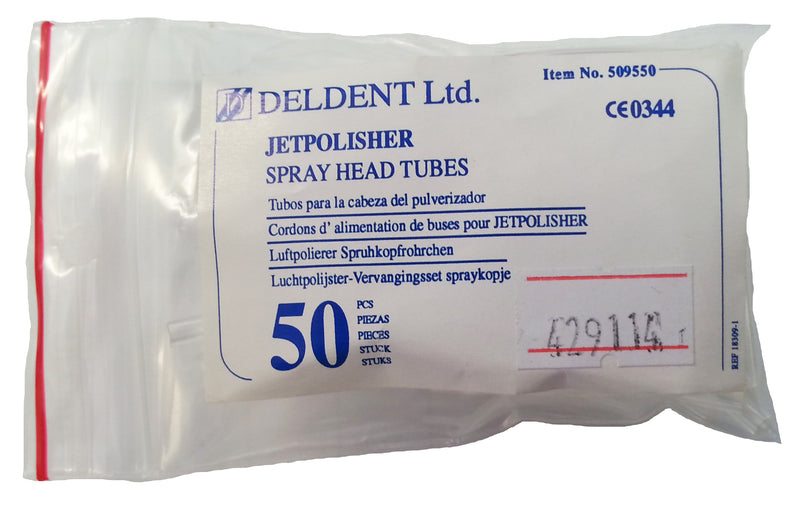 DELDENT Ltd.
Item No. 509550
CE0344
JETPOLISHER
SPRAY HEAD TUBES
Tubos para la cabeza del pulverizador
Cordons d' alimentation de buses pour JETPOLISHER
Luftpolierer Spruhkopfrohrchen
Luchtpolijster-Vervangingsset spraykopje
50
PCS
PIEZAS
PIECES
STUCK
STUKS
429114
REF 18309-1